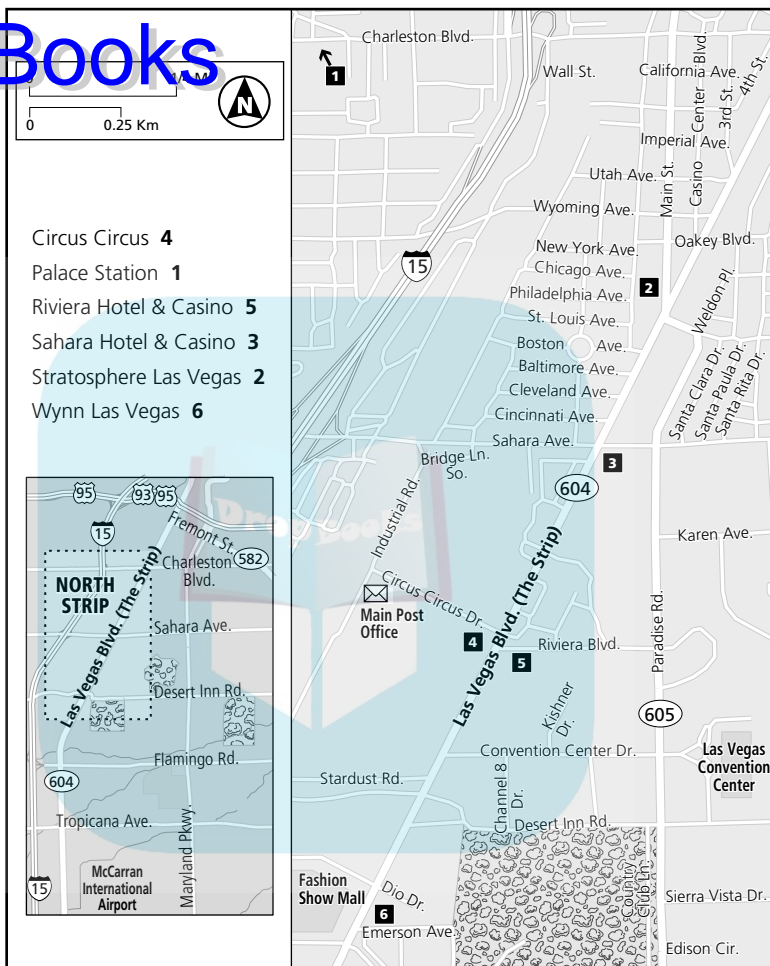 Books
0 1/4 Mi
N
0 0.25 Km
Circus Circus 4
Palace Station 1
Riviera Hotel & Casino 5
Sahara Hotel & Casino 3
Stratosphere Las Vegas 2
Wynn Las Vegas 6
95
93
95
15
Fremont St.
582
Charleston
Blvd.
NORTH
STRIP
Las Vegas Blvd. (The Strip)
Sahara Ave.
Desert Inn Rd.
Flamingo Rd.
604
Tropicana Ave.
Maryland Pkwy.
McCarran
International
Airport
15
Charleston Blvd.
1
Wall St.
California Ave.
Casino Center Blvd.
3rd St.
4th St.
Imperial Ave.
Utah Ave.
Main St.
Wyoming Ave.
New York Ave.
Oakey Blvd.
15
Chicago Ave.
Philadelphia Ave.
2
Weldon Pl.
St. Louis Ave.
Boston Ave.
Baltimore Ave.
Cleveland Ave.
Santa Clara Dr.
Santa Paula Dr.
Santa Rita Dr.
Cincinnati Ave.
Sahara Ave.
Bridge Ln.
So.
3
604
Industrial Rd.
Drop Books
Karen Ave.
Las Vegas Blvd. (The Strip)
Circus Circus Dr.
Main Post
Office
4
Riviera Blvd.
5
Paradise Rd.
Kishner
Dr.
605
Convention Center Dr.
Las Vegas
Convention
Center
Stardust Rd.
Channel 8
Dr.
Desert Inn Rd.
Fashion
Show Mall
Dio Dr.
6
Emerson Ave.
Country
Club Ln.
Sierra Vista Dr.
Edison Cir.